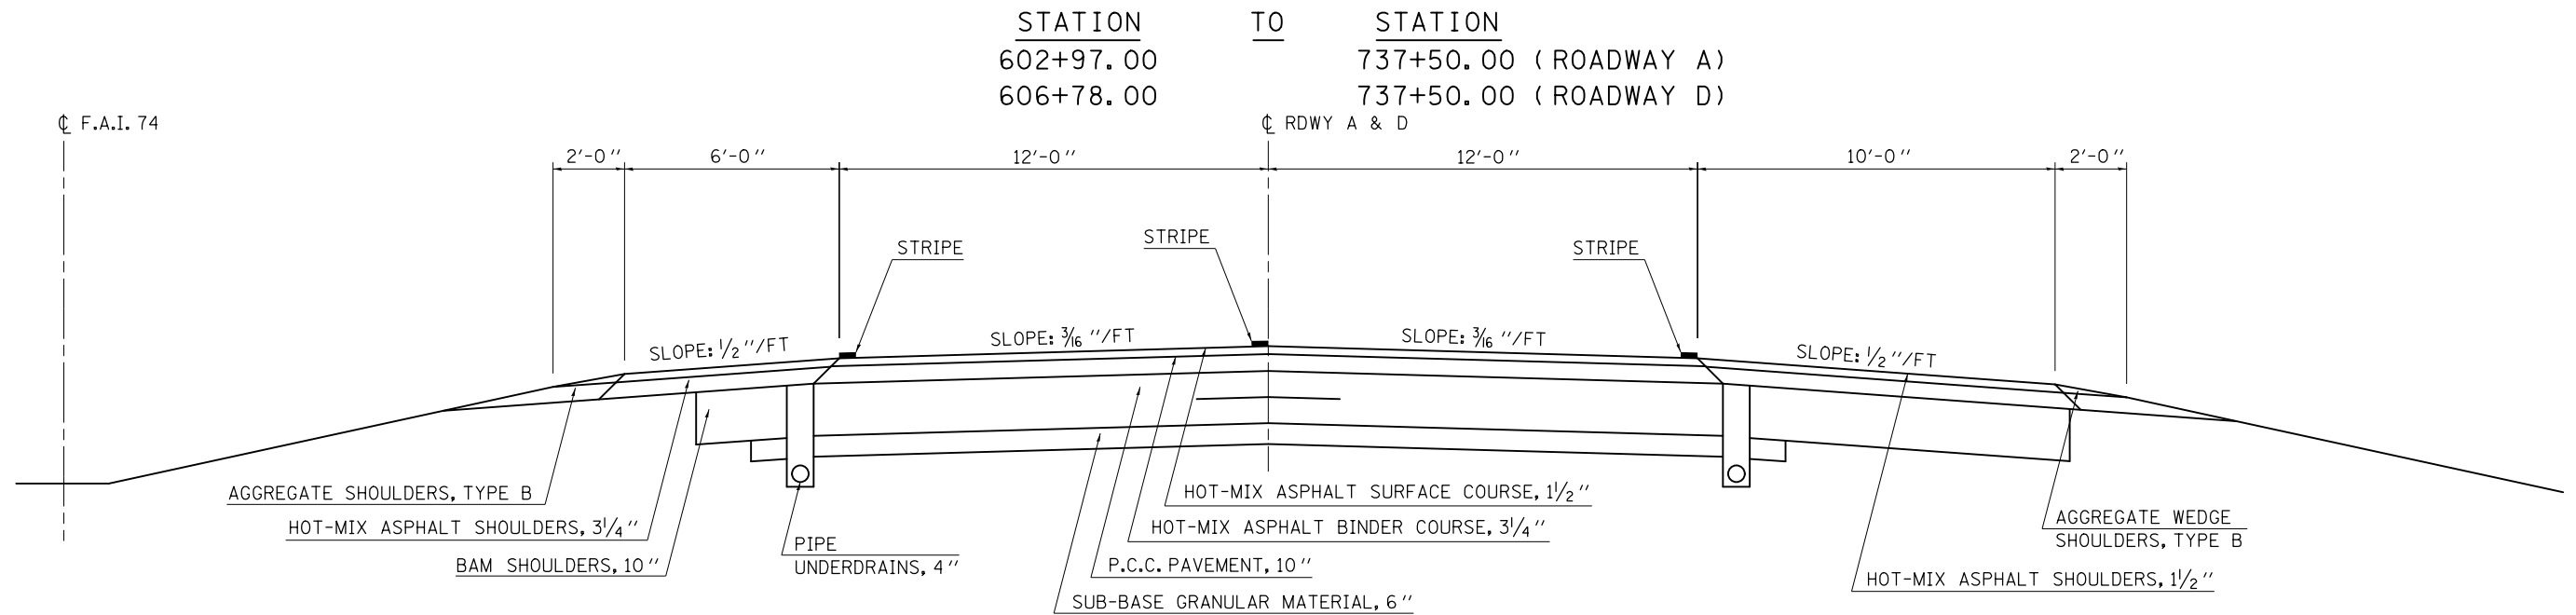 STATION TO STATION
602+97.00 737+50.00 (ROADWAY A)
606+78.00 737+50.00 (ROADWAY D)
℄ F.A.I. 74 ℄ RDWY A & D
2'-0" 6'-0" 12'-0" 12'-0" 10'-0" 2'-0"
STRIPE STRIPE STRIPE
SLOPE: 1/2"/FT SLOPE: 3/16"/FT SLOPE: 3/16"/FT SLOPE: 1/2"/FT
AGGREGATE SHOULDERS, TYPE B
HOT-MIX ASPHALT SHOULDERS, 3 1/4"
BAM SHOULDERS, 10"
PIPE
UNDERDRAINS, 4"
HOT-MIX ASPHALT SURFACE COURSE, 1 1/2"
HOT-MIX ASPHALT BINDER COURSE, 3 1/4"
P.C.C. PAVEMENT, 10"
SUB-BASE GRANULAR MATERIAL, 6"
AGGREGATE WEDGE
SHOULDERS, TYPE B
HOT-MIX ASPHALT SHOULDERS, 1 1/2"